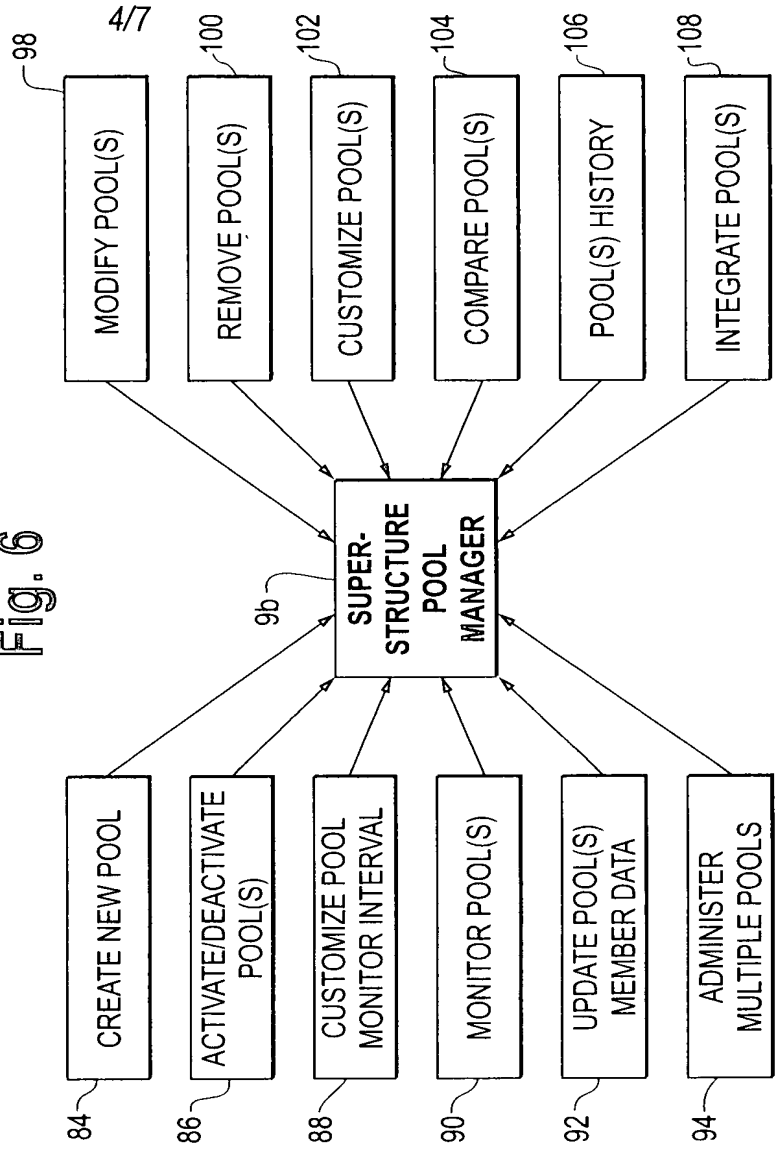 4/7
Fig. 6
84
CREATE NEW POOL
86
ACTIVATE/DEACTIVATE
POOL(S)
88
CUSTOMIZE POOL
MONITOR INTERVAL
90
MONITOR POOL(S)
92
UPDATE POOL(S)
MEMBER DATA
94
ADMINISTER
MULTIPLE POOLS
9b
SUPER-
STRUCTURE
POOL
MANAGER
98
MODIFY POOL(S)
100
REMOVE POOL(S)
102
CUSTOMIZE POOL(S)
104
COMPARE POOL(S)
106
POOL(S) HISTORY
108
INTEGRATE POOL(S)